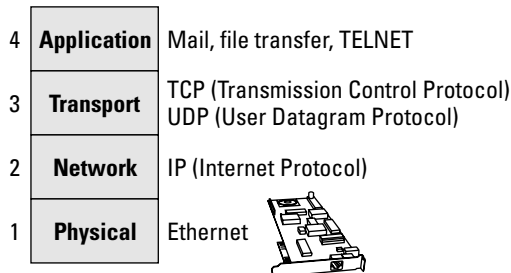 4 Application Mail, file transfer, TELNET
3 Transport TCP (Transmission Control Protocol)
UDP (User Datagram Protocol)
2 Network IP (Internet Protocol)
1 Physical Ethernet